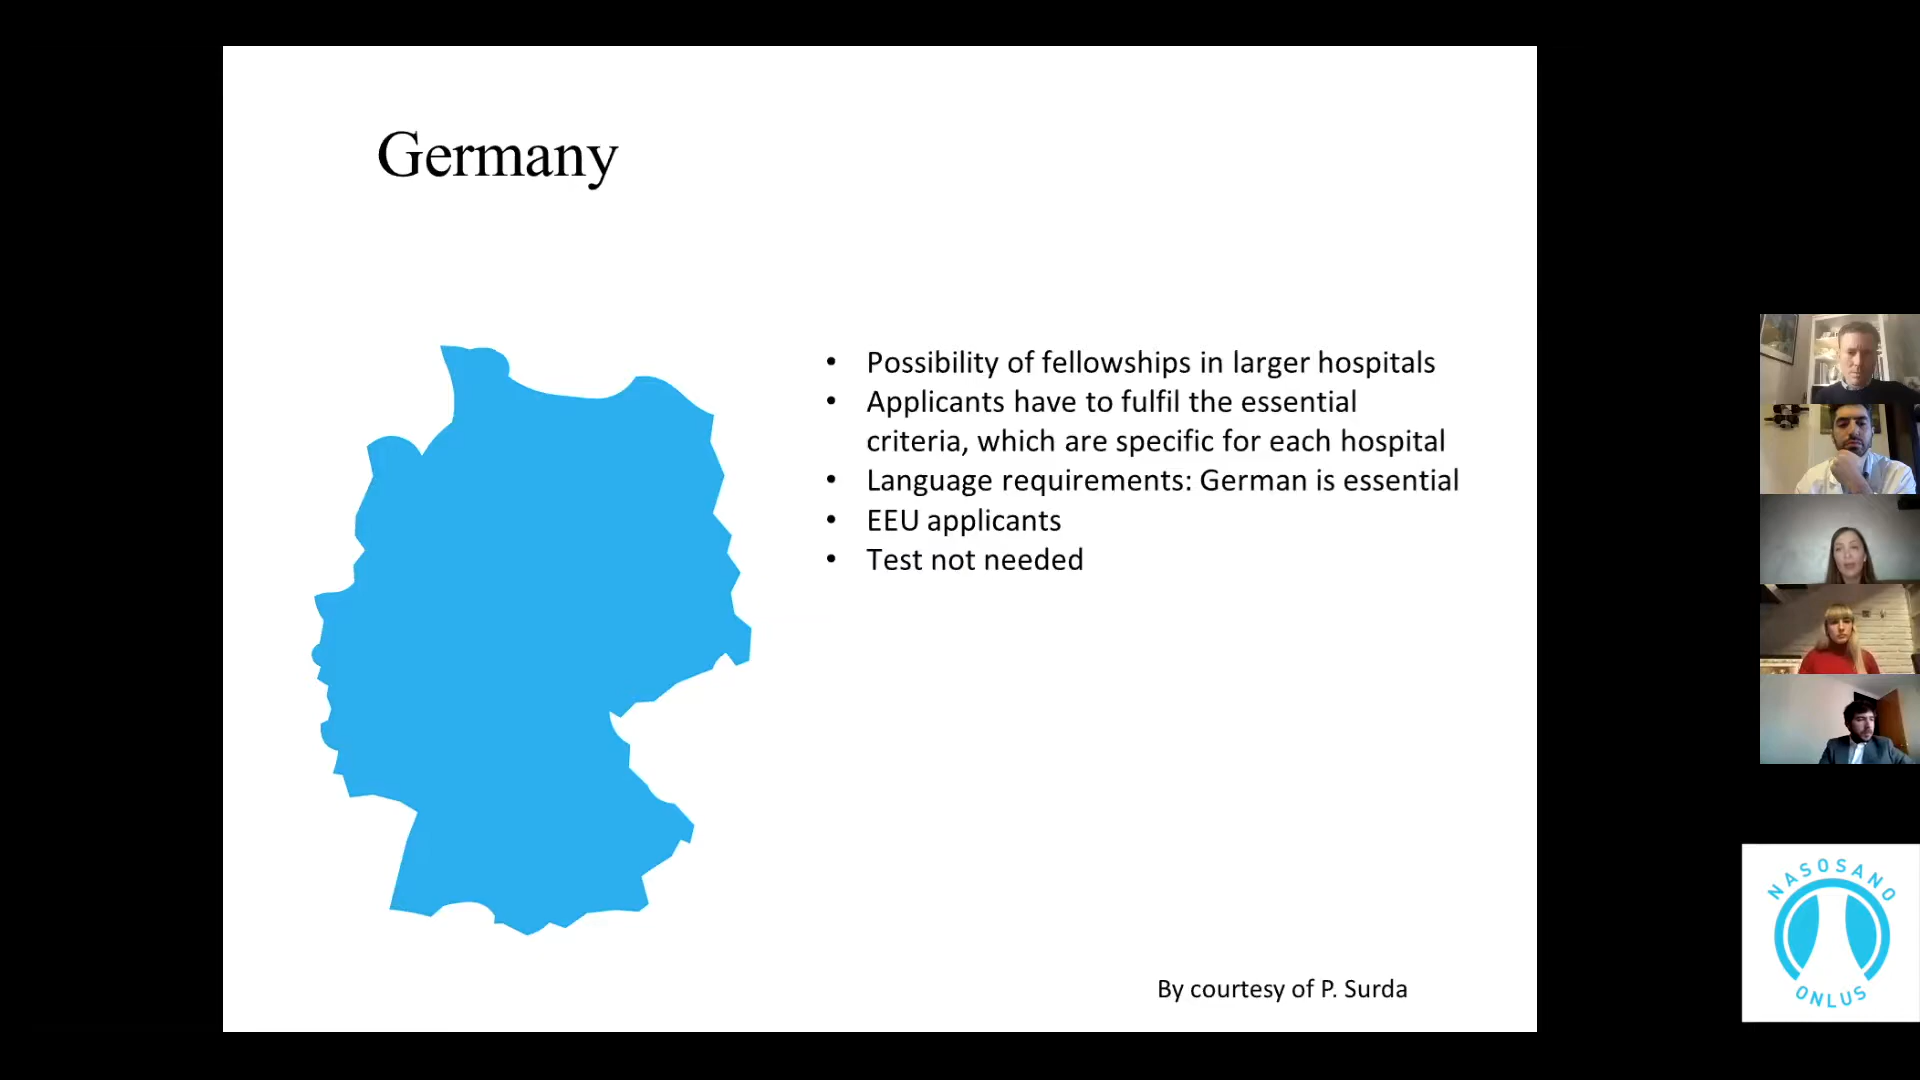 Germany
• Possibility of fellowships in larger hospitals
• Applicants have to fulfil the essential
criteria, which are specific for each hospital
• Language requirements: German is essential
• EEU applicants
• Test not needed
By courtesy of P. Surda
NASOSANO
ONLUS